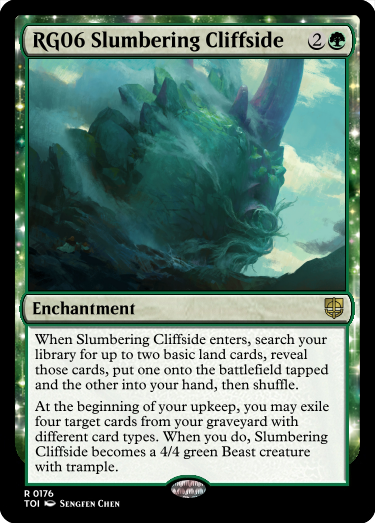 RG06 Slumbering Cliffside 2
Enchantment
When Slumbering Cliffside enters, search your
library for up to two basic land cards, reveal
those cards, put one onto the battlefield tapped
and the other into your hand, then shuffle.
At the beginning of your upkeep, you may exile
four target cards from your graveyard with
different card types. When you do, Slumbering
Cliffside becomes a 4/4 green Beast creature
with trample.
R 0176
TOI Sengfen Chen